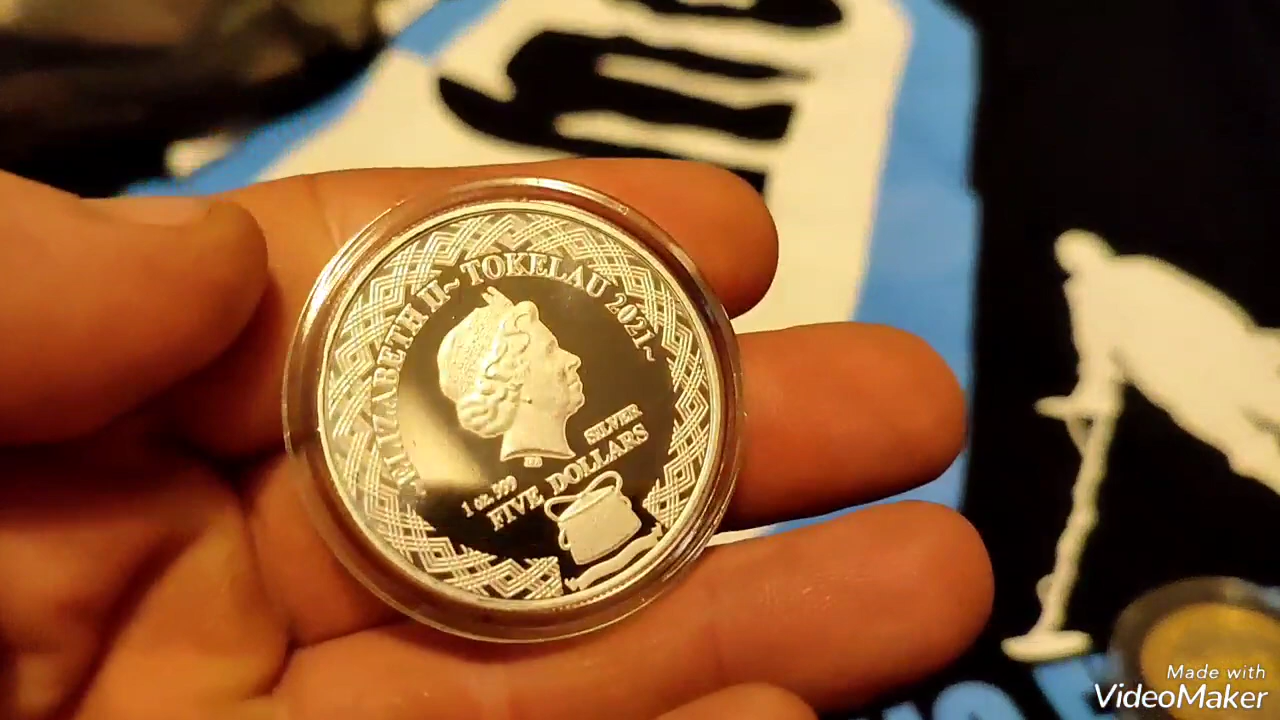 ELIZABETH II~ TOKELAU 2021~
SILVER
1 oz. 999
FIVE DOLLARS
Made with
VideoMaker